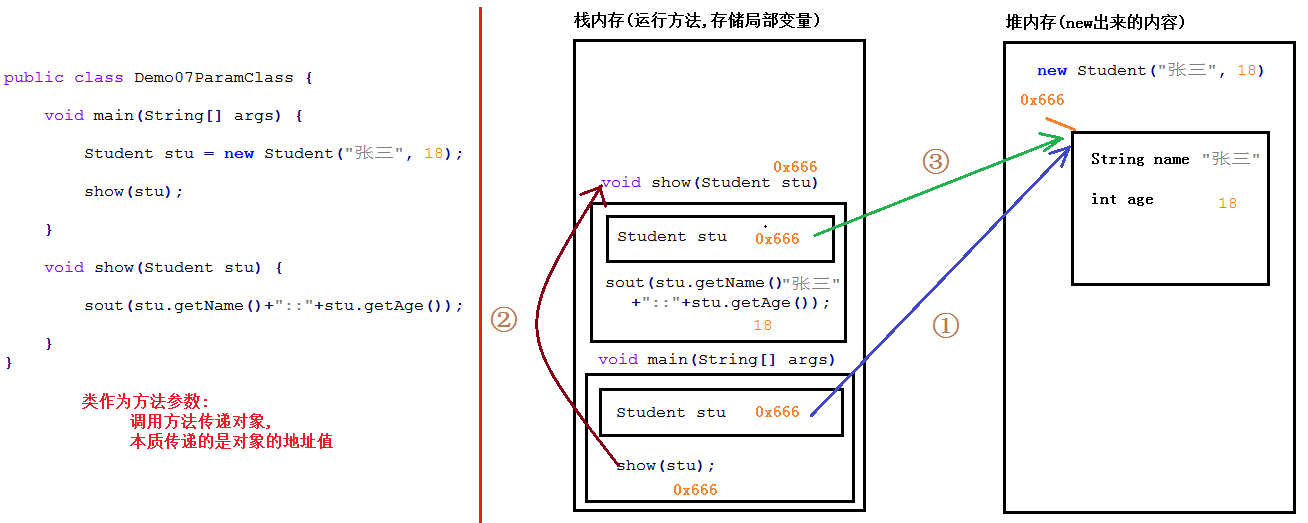 public class Demo07ParamClass {
void main(String[] args) {
Student stu = new Student("张三", 18);
show(stu);
}
void show(Student stu) {
sout(stu.getName()+"::"+stu.getAge());
}
}
类作为方法参数:
调用方法传递对象,
本质传递的是对象的地址值
栈内存(运行方法,存储局部变量)
0x666
void show(Student stu)
Student stu 0x666
sout(stu.getName()"张三"
+"::"+stu.getAge());
18
void main(String[] args)
Student stu 0x666
show(stu);
0x666
②
③
①
堆内存(new出来的内容)
new Student("张三", 18)
0x666
String name "张三"
int age 18